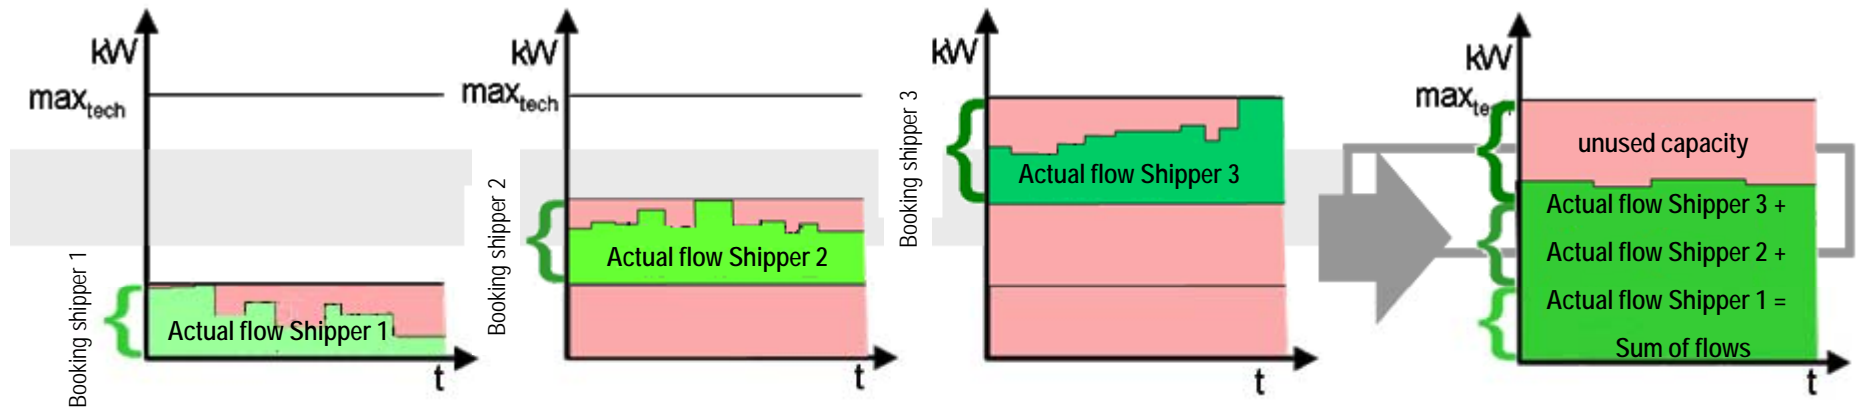 kW
max tech
Booking shipper 1
Actual flow Shipper 1
t
kW
max tech
Booking shipper 2
Actual flow Shipper 2
t
kW
Booking shipper 3
Actual flow Shipper 3
t
kW
max tech
unused capacity
Actual flow Shipper 3 +
Actual flow Shipper 2 +
Actual flow Shipper 1 =
Sum of flows
t